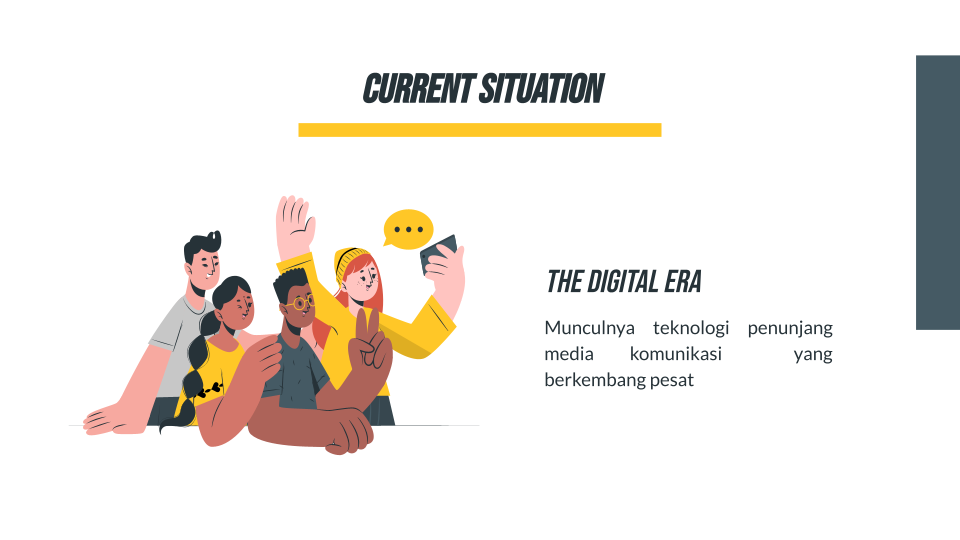 CURRENT SITUATION
THE DIGITAL ERA
Munculnya teknologi penunjang
media komunikasi yang
berkembang pesat